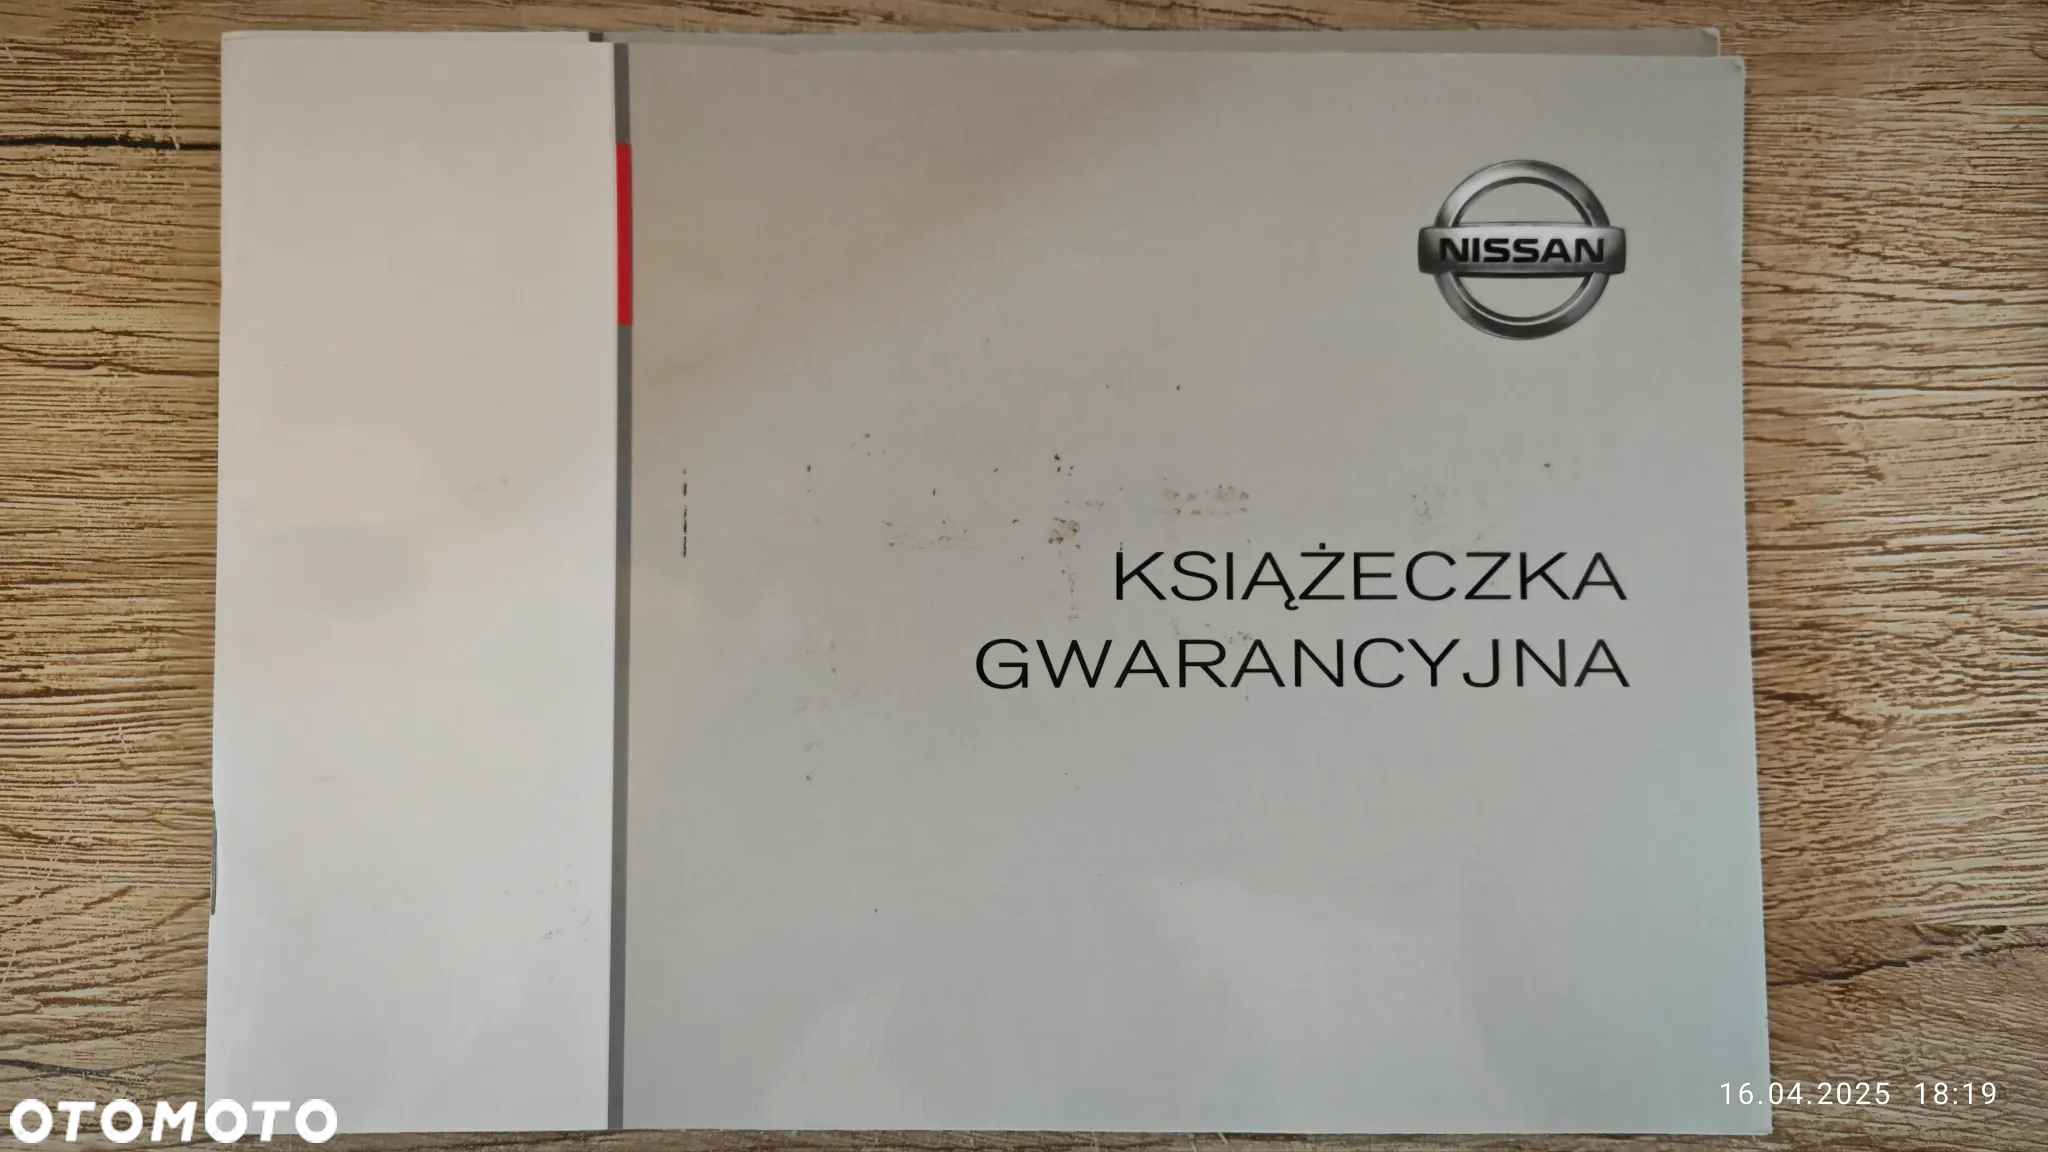 NISSAN
KSIĄŻECZKA
GWARANCYJNA
16.04.2025 18:19
OTOMOTO